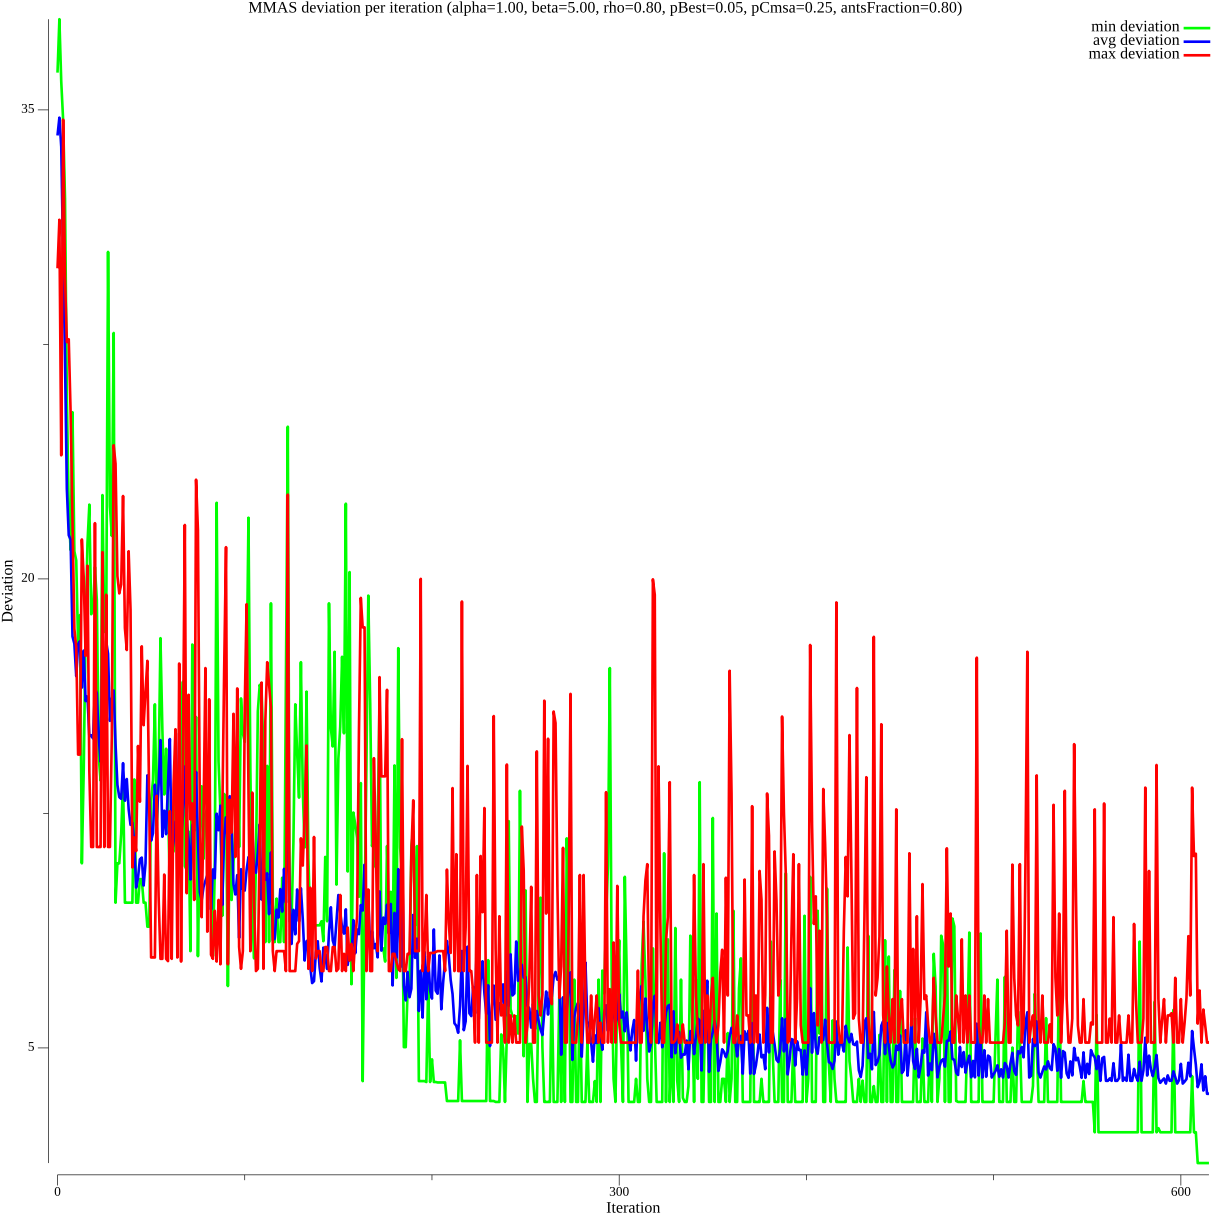 MMAS deviation per iteration (alpha=1.00, beta=5.00, rho=0.80, pBest=0.05, pCmsa=0.25, antsFraction=0.80)
min deviation
avg deviation
max deviation
35
20
5
Deviation
0
300
600
Iteration